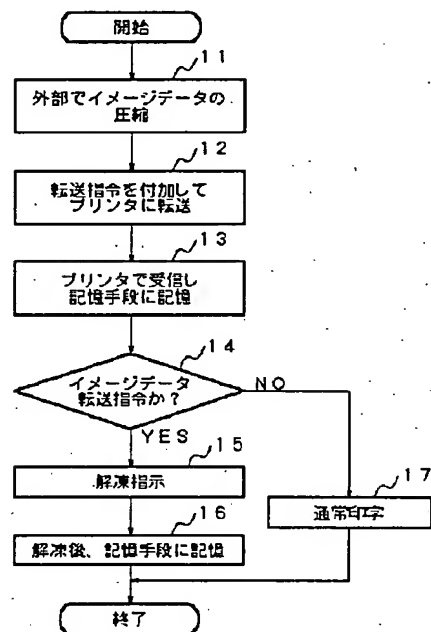 開始
11
外部でイメージデータの
圧縮
12
転送指令を付加して
プリンタに転送
13
プリンタで受信し
記憶手段に記憶
14
イメージデータ
転送指令か?
NO
YES
15
解凍指示
17
通常印字
16
解凍後、記憶手段に記憶
終了